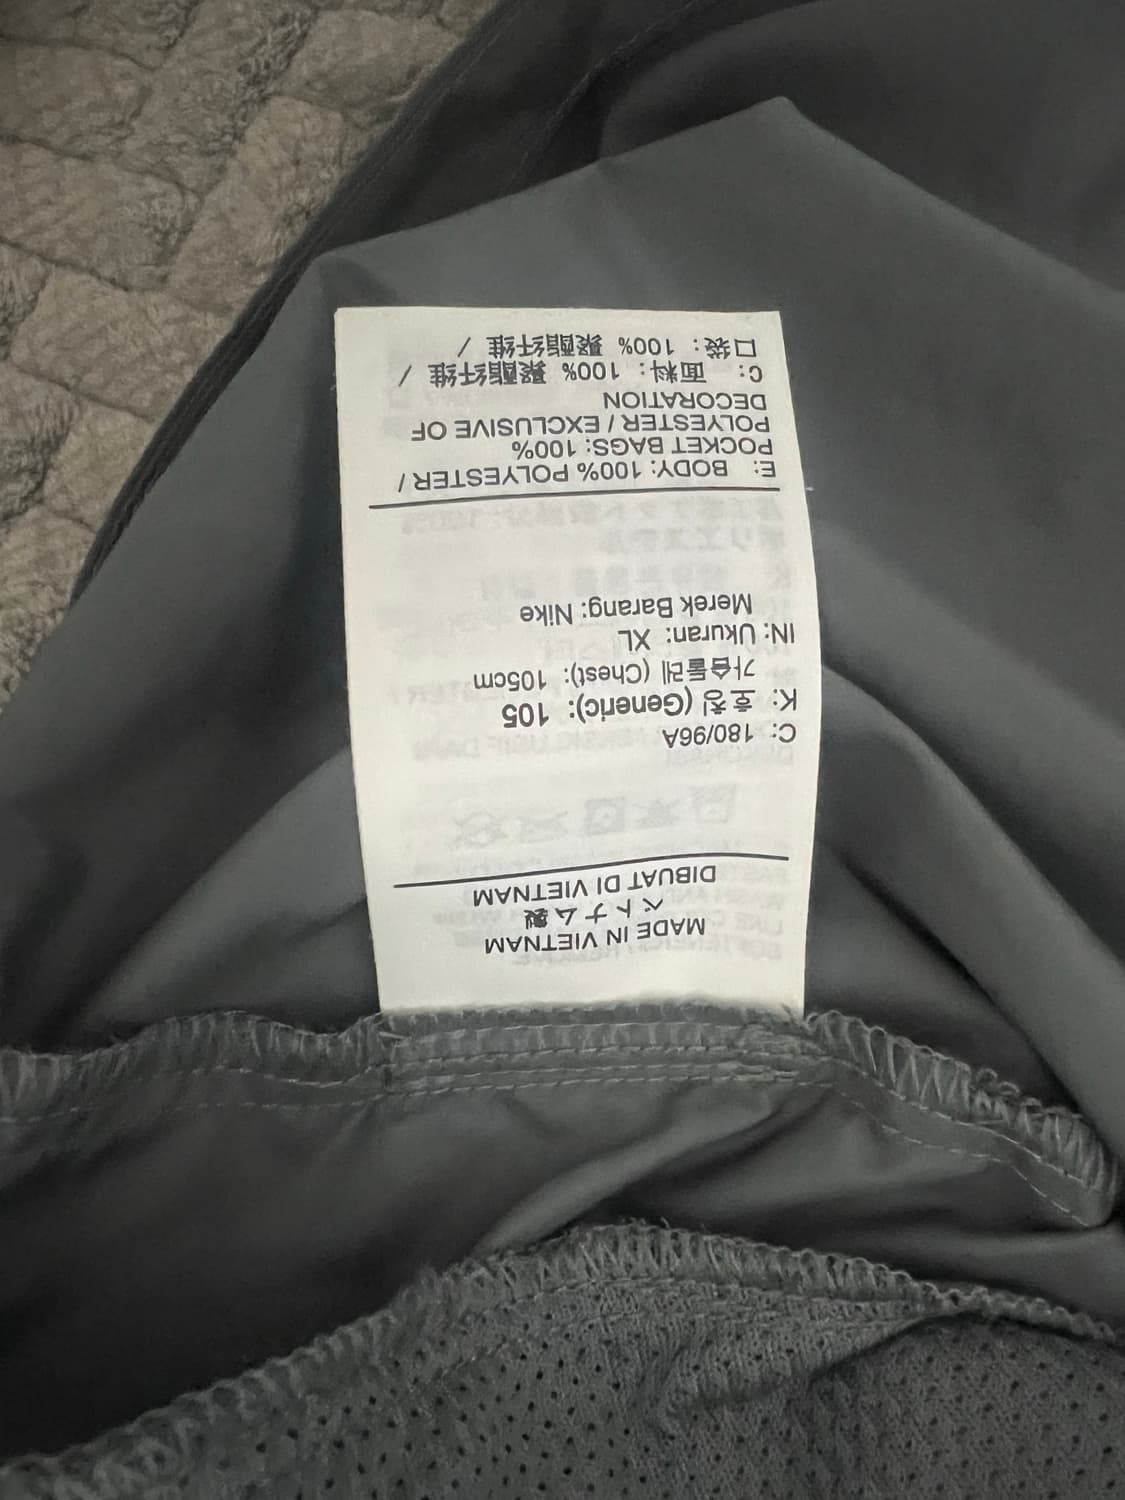 MADE IN VIETNAM
ベトナム製
DIBUAT DI VIETNAM
C: 180/96A
K: 호칭 (Generic): 105
가슴둘레 (Chest): 105cm
IN: Ukuran: XL
Merek Barang: Nike
E: BODY: 100% POLYESTER /
POCKET BAGS: 100%
POLYESTER / EXCLUSIVE OF
DECORATION
C: 面料: 100% 聚酯纤维 /
口袋: 100% 聚酯纤维 /